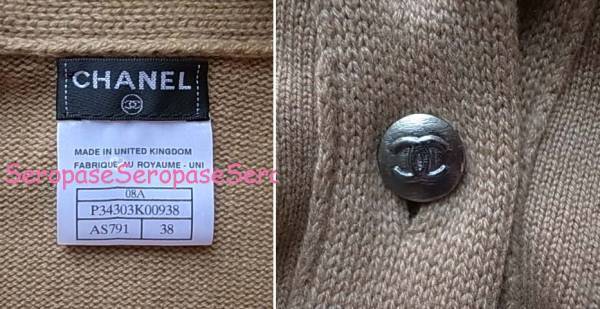 CHANEL
MADE IN UNITED KINGDOM
FABRIQUE AU ROYAUME - UNI
SeropaseSeropaseSero
08A
P34303K00938
AS791 38